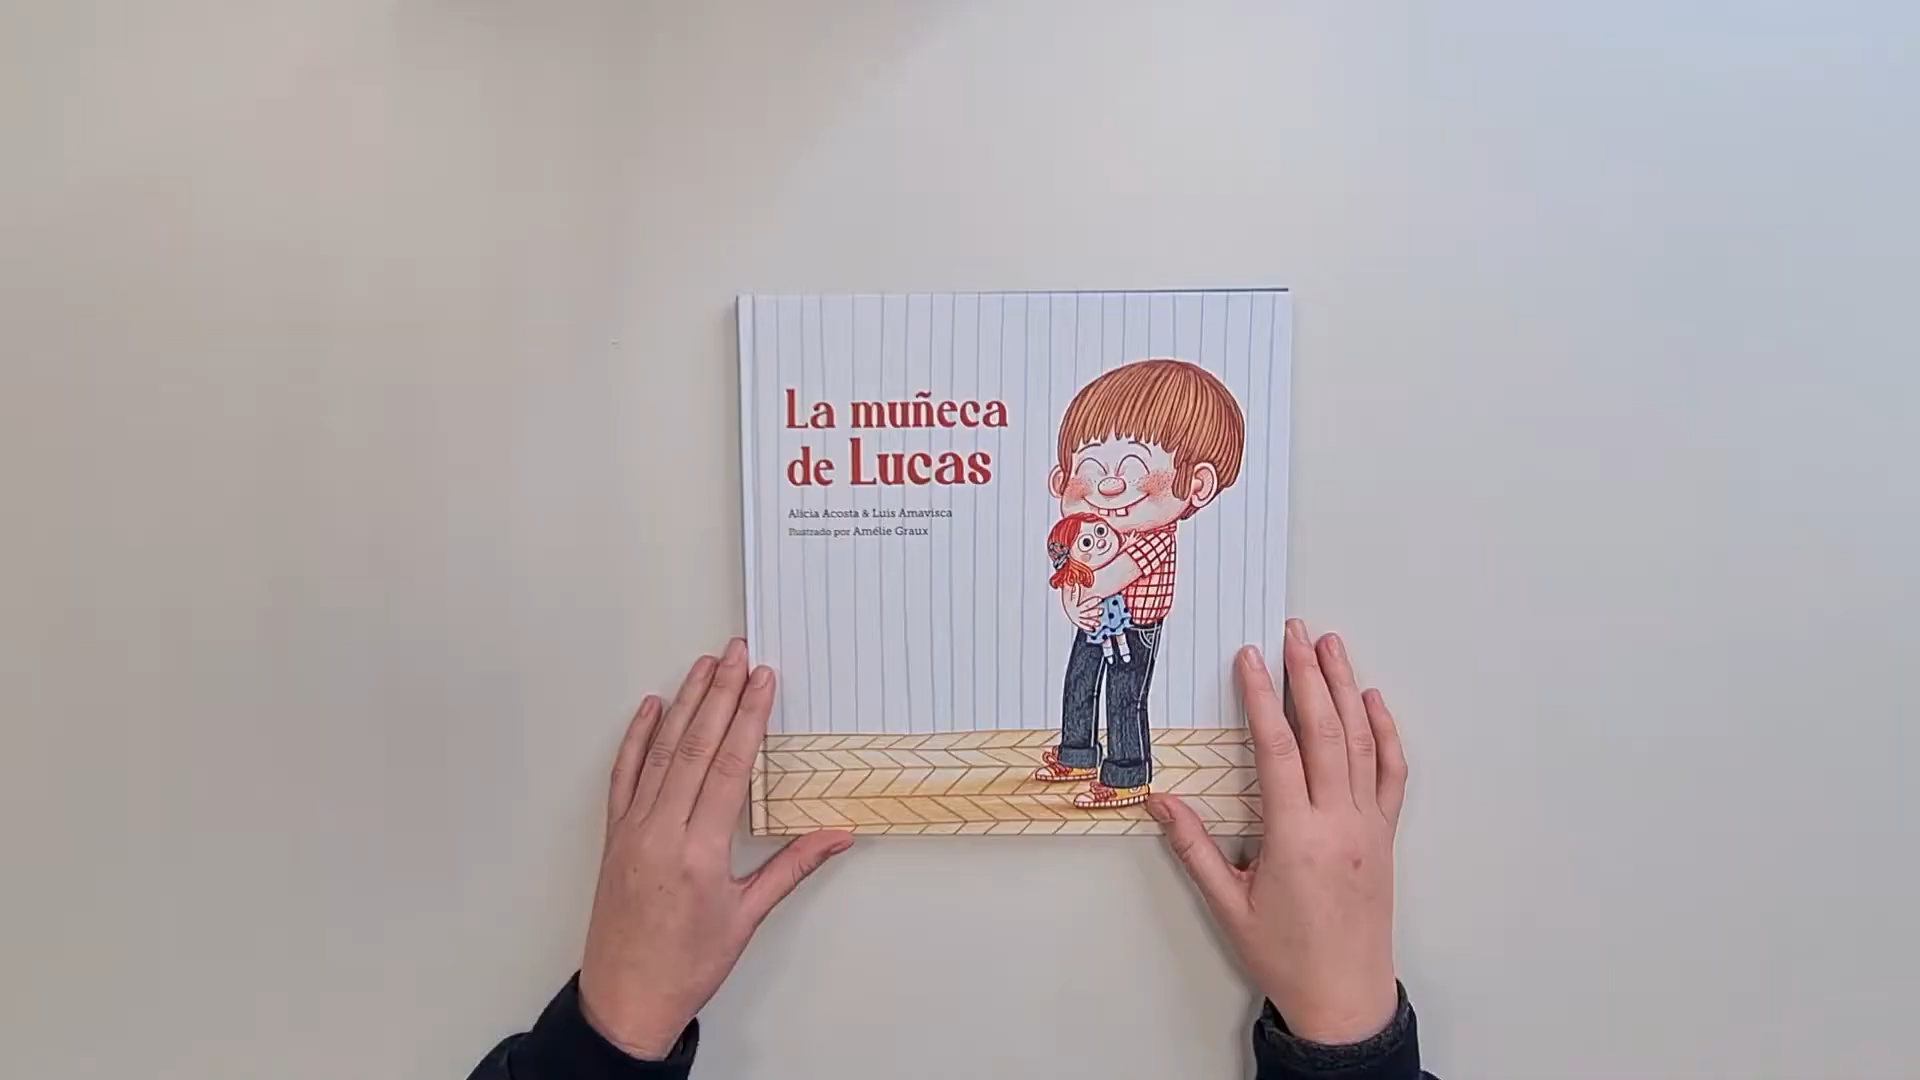 La muñeca
de Lucas
Alicia Acosta & Luis Amavisca
Ilustrado por Amélie Graux